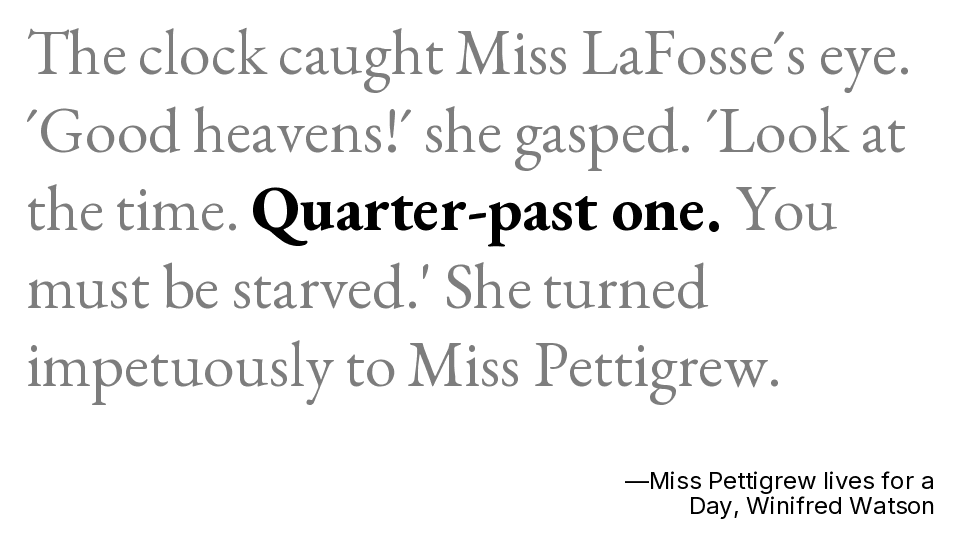 The clock caught Miss LaFosse´s eye.
´Good heavens!´ she gasped. ´Look at
the time. Quarter-past one. You
must be starved.' She turned
impetuously to Miss Pettigrew.
—Miss Pettigrew lives for a
Day, Winifred Watson